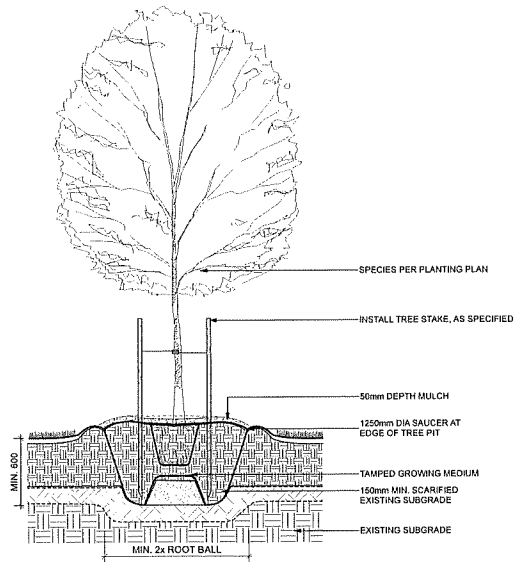 SPECIES PER PLANTING PLAN
INSTALL TREE STAKE, AS SPECIFIED
50mm DEPTH MULCH
1250mm DIA SAUCER AT
EDGE OF TREE PIT
MIN. 600
TAMPED GROWING MEDIUM
150mm MIN. SCARIFIED
EXISTING SUBGRADE
EXISTING SUBGRADE
MIN. 2x ROOT BALL